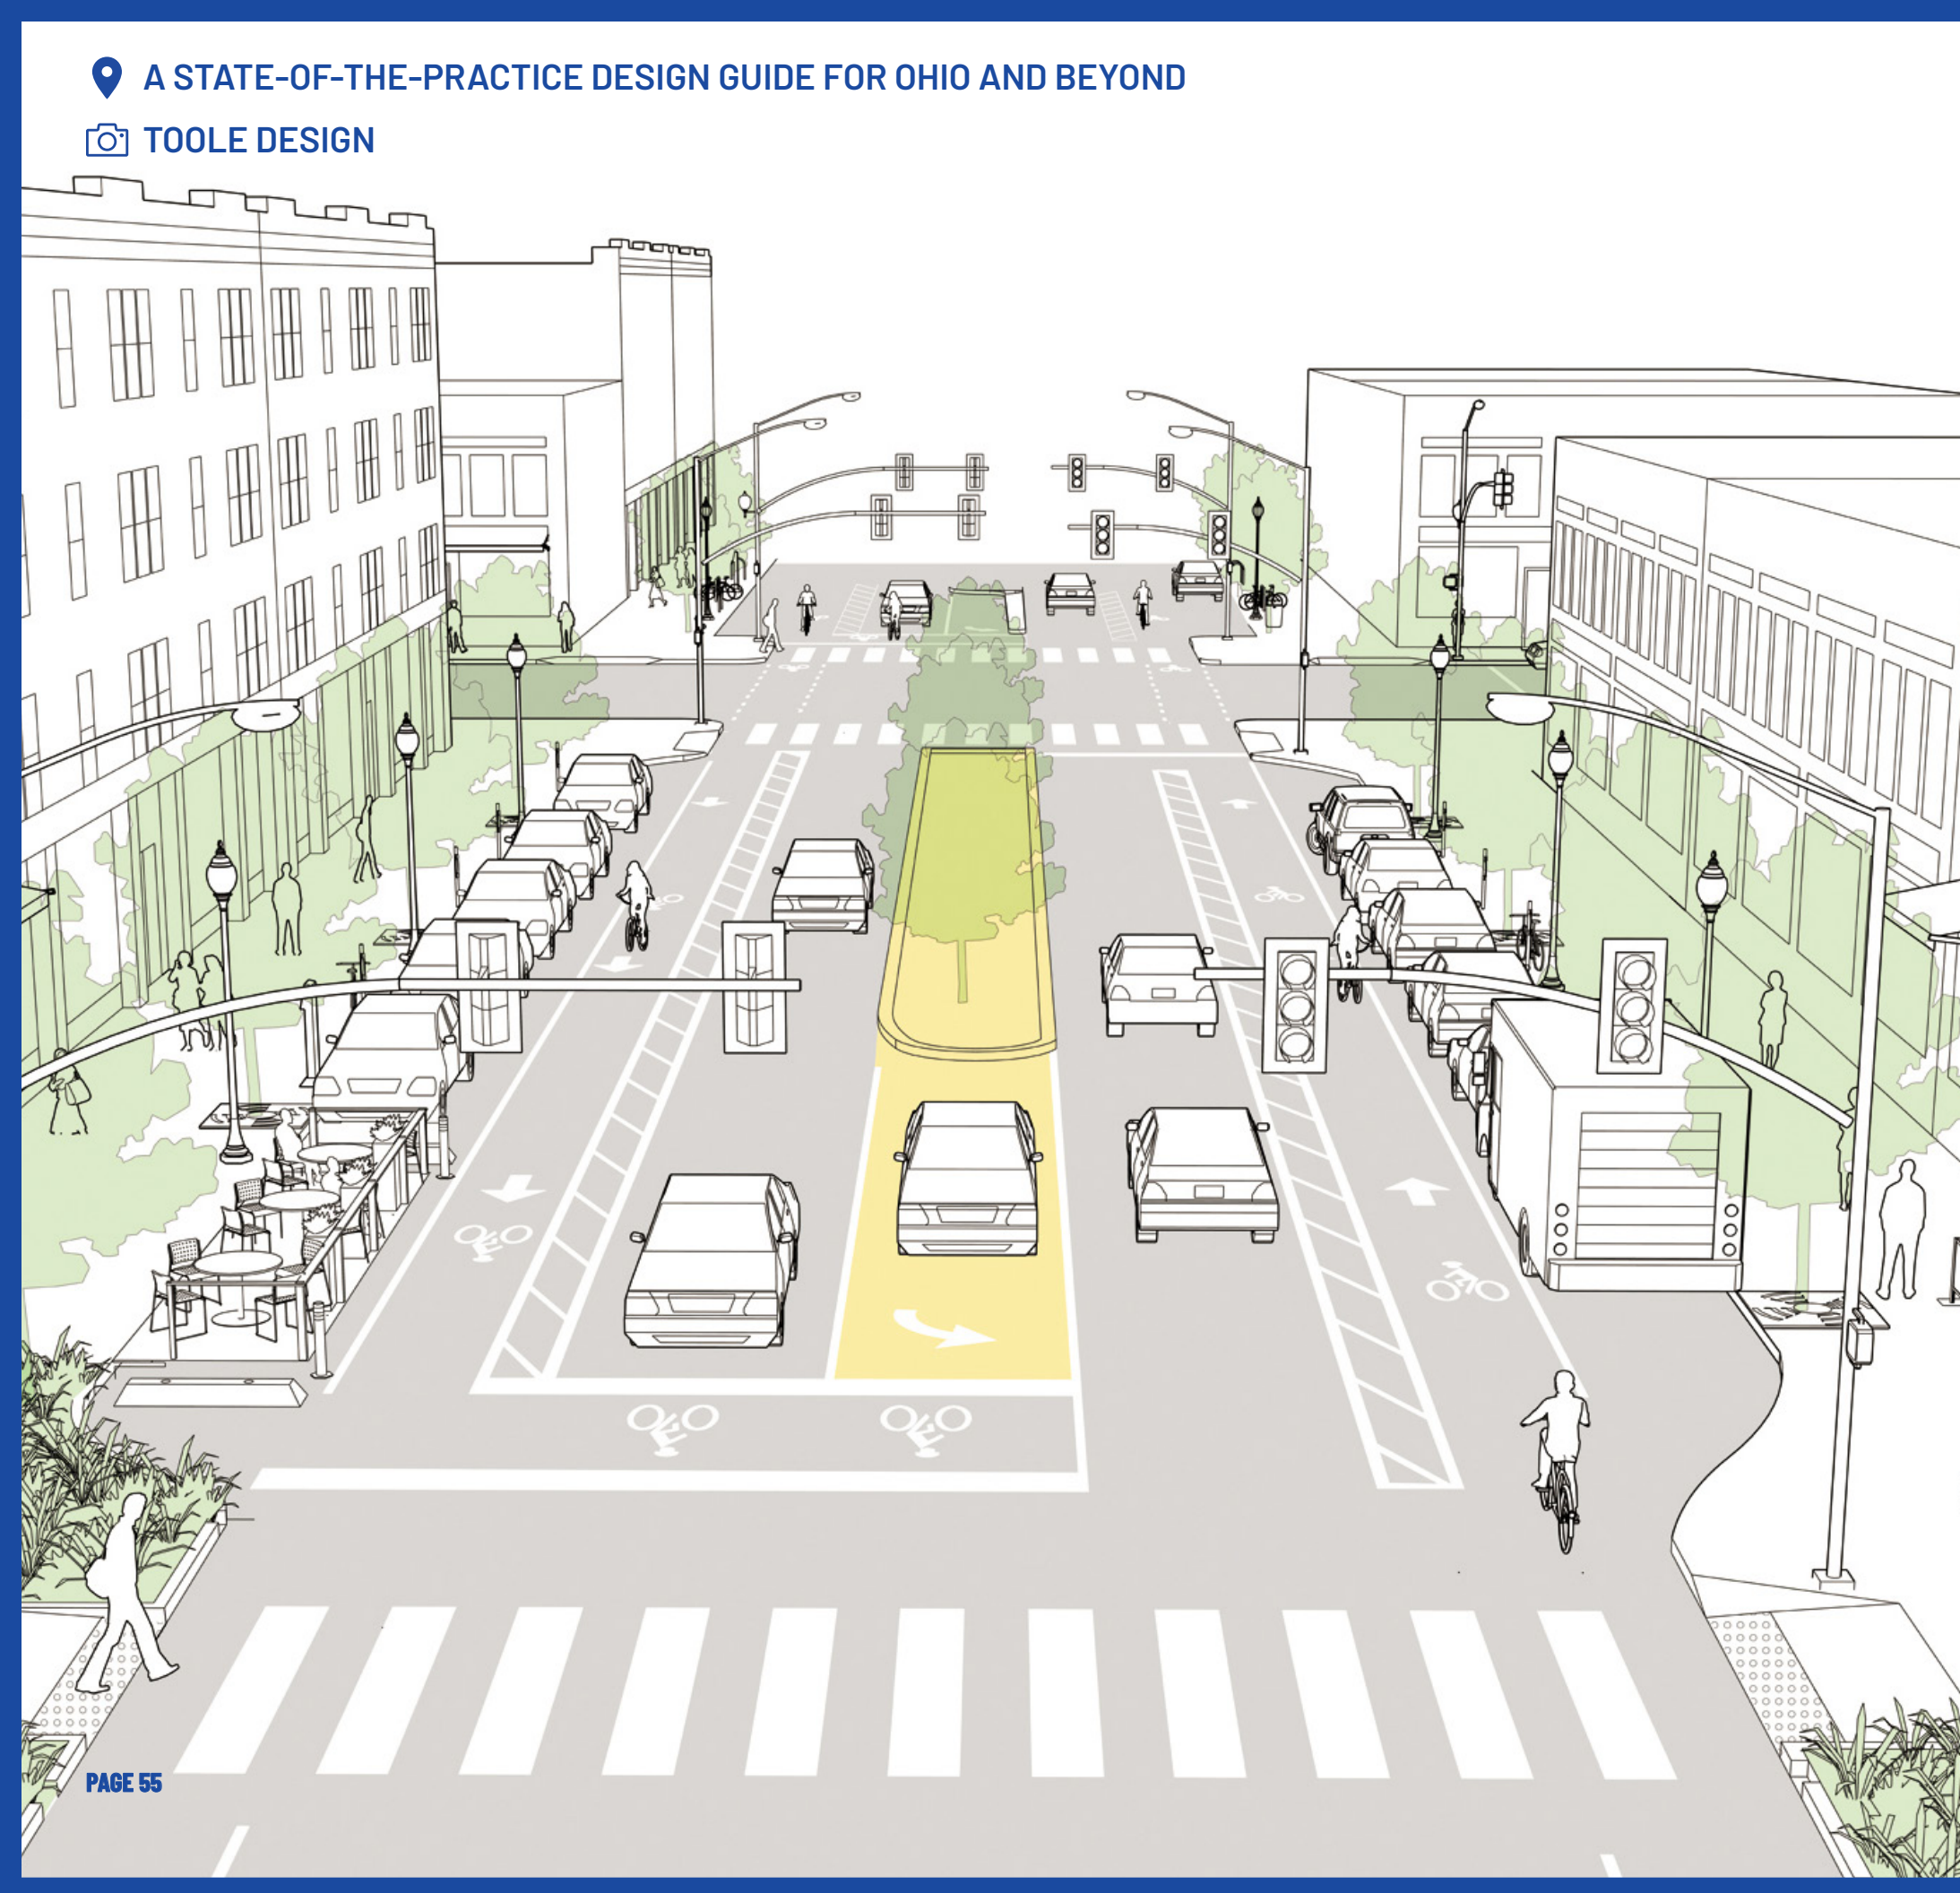 A STATE-OF-THE-PRACTICE DESIGN GUIDE FOR OHIO AND BEYOND
TOOLE DESIGN
PAGE 55